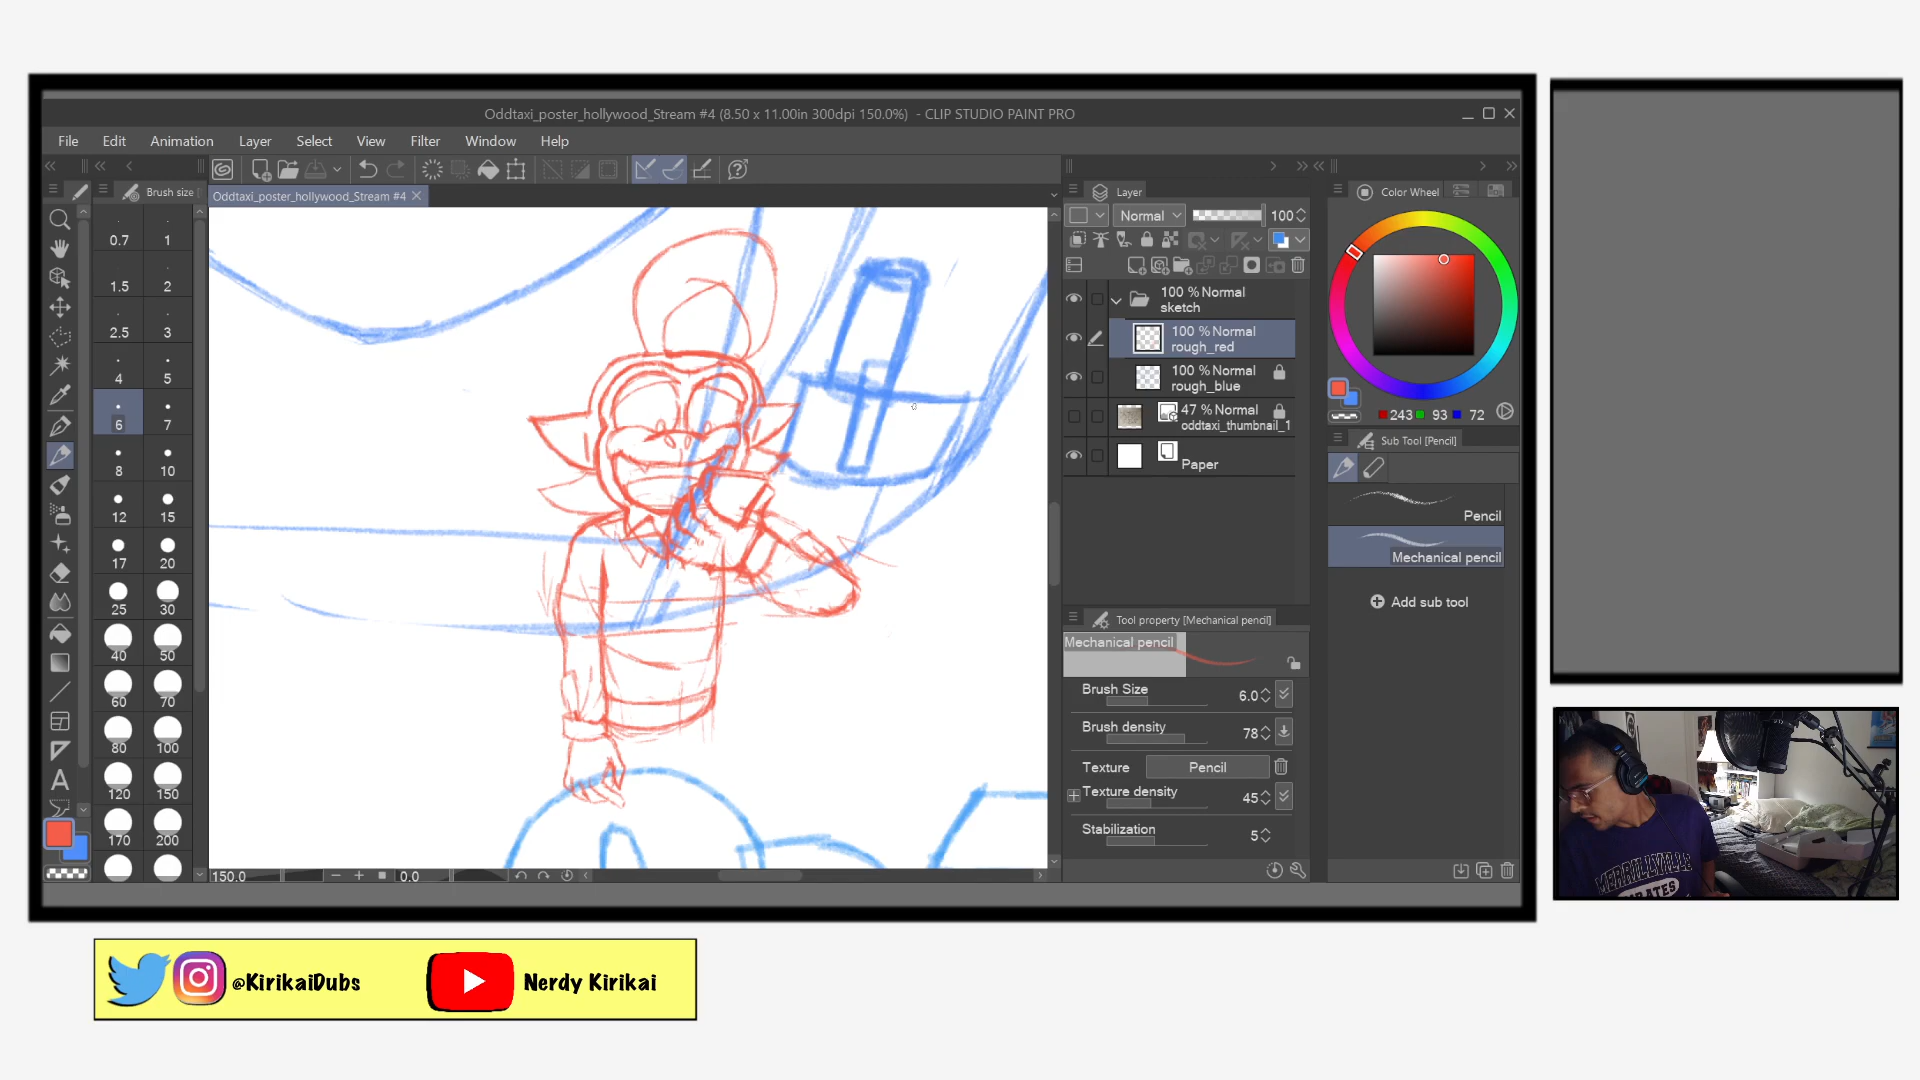 Oddtaxi_poster_hollywood_Stream #4 (8.50 x 11.00in 300dpi 150.0%) - CLIP STUDIO PAINT PRO
File Edit Animation Layer Select View Filter Window Help
Brush size
Oddtaxi_poster_hollywood_Stream #4
0.7 1
1.5 2
2.5 3
4 5
6 7
8 10
12 15
17 20
25 30
40 50
60 70
80 100
120 150
170 200
150.0 0.0
Layer
Normal 100
100 % Normal
sketch
100 % Normal
rough_red
100 % Normal
rough_blue
47 % Normal
oddtaxi_thumbnail_1
Paper
Tool property [Mechanical pencil]
Mechanical pencil
Brush Size 6.0
Brush density 78
Texture Pencil
Texture density 45
Stabilization 5
Color Wheel
243 93 72
Sub Tool [Pencil]
Pencil
Mechanical pencil
Add sub tool
MERRILLVILLE
@KirikaiDubs Nerdy Kirikai